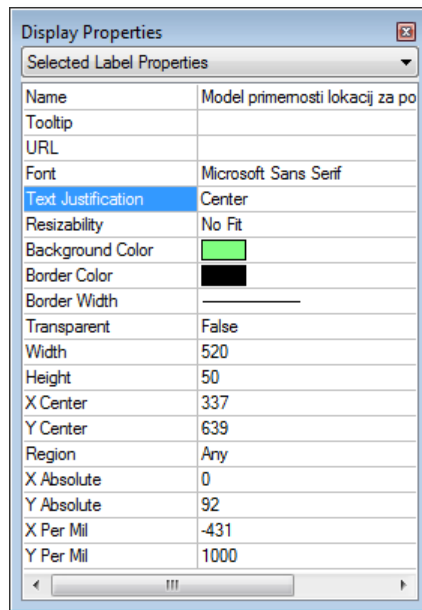 Display Properties
Selected Label Properties
Name Model primernosti lokacij za po
Tooltip
URL
Font Microsoft Sans Serif
Text Justification Center
Resizability No Fit
Background Color
Border Color
Border Width
Transparent False
Width 520
Height 50
X Center 337
Y Center 639
Region Any
X Absolute 0
Y Absolute 92
X Per Mil -431
Y Per Mil 1000